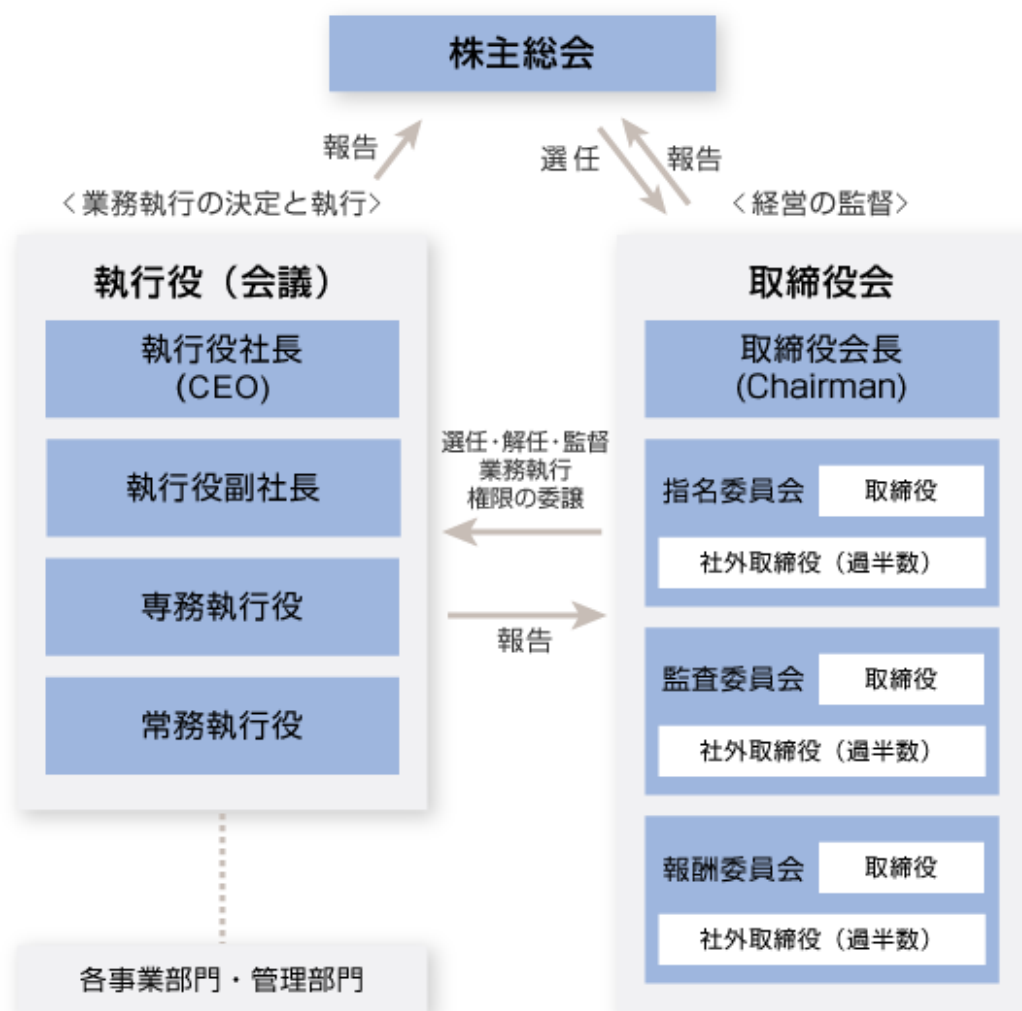 株主総会
報告
選任
報告
<業務執行の決定と執行>
<経営の監督>
執行役（会議）
執行役社長
(CEO)
執行役副社長
専務執行役
常務執行役
選任・解任・監督
業務執行
権限の委譲
報告
取締役会
取締役会長
(Chairman)
指名委員会 取締役
社外取締役（過半数）
監査委員会 取締役
社外取締役（過半数）
報酬委員会 取締役
社外取締役（過半数）
各事業部門・管理部門